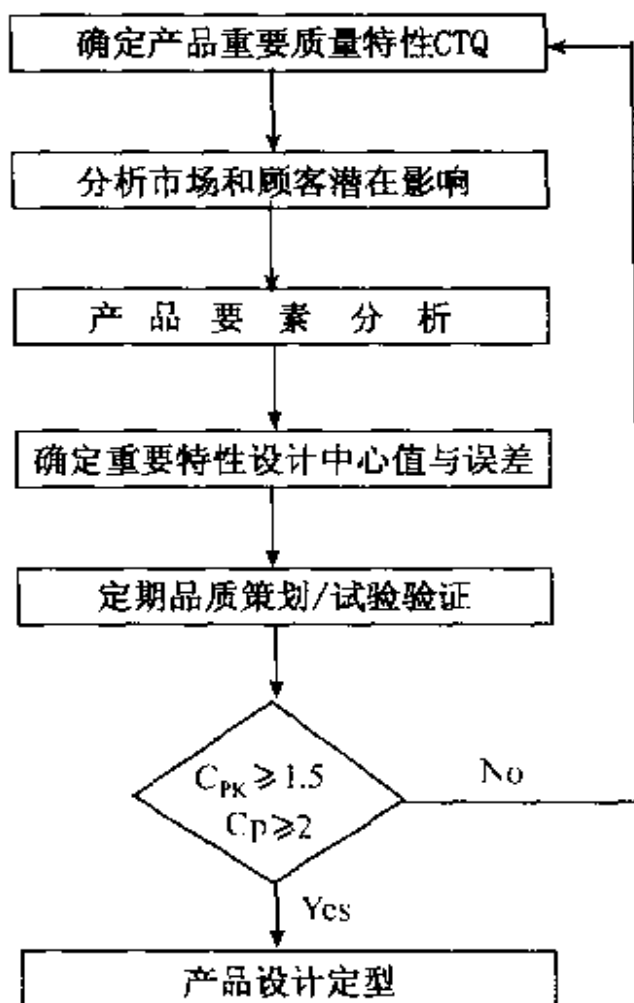 确定产品重要质量特性CTQ
分析市场和顾客潜在影响
产 品 要 素 分 析
确定重要特性设计中心值与误差
定期品质策划/试验验证
C_PK≥1.5
Cp≥2
No
Yes
产品设计定型